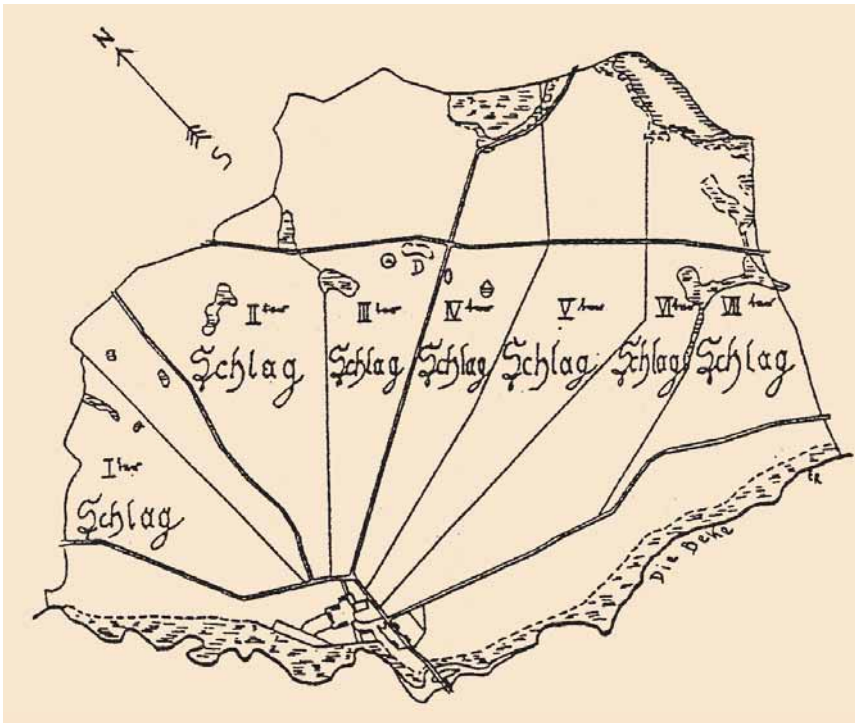 N
S
D
IIter
Schlag
IIIter
Schlag
IVter
Schlag
Vter
Schlag
VIter
Schlag
VIIter
Schlag
Iter
Schlag
Die Beke